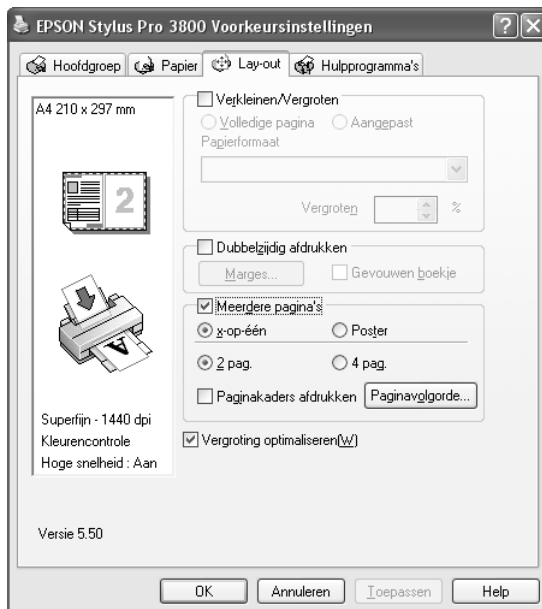 EPSON Stylus Pro 3800 Voorkeursinstellingen
Hoofdgroep Papier Lay-out Hulpprogramma's
A4 210 x 297 mm
2
A
Superfijn - 1440 dpi
Kleurencontrole
Hoge snelheid : Aan
Verkleinen/Vergroten
Volledige pagina Aangepast
Papierformaat
Vergroten %
Dubbelzijdig afdrukken
Marges... Gevouwen boekje
Meerdere pagina's
x-op-één Poster
2 pag. 4 pag.
Paginakaders afdrukken Paginavolgorde...
Vergroting optimaliseren(W)
Versie 5.50
OK Annuleren Toepassen Help